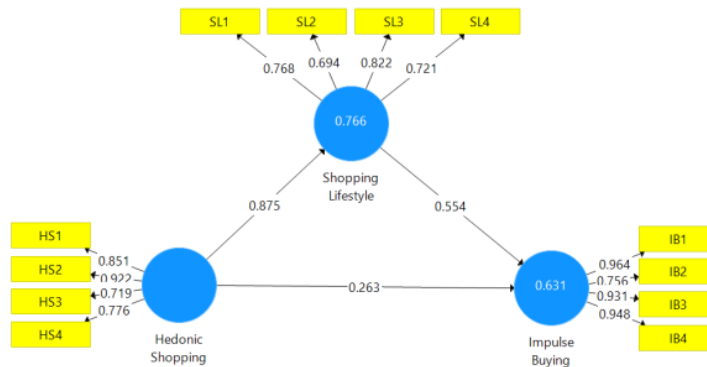 SL1 SL2 SL3 SL4
0.768 0.694 0.822 0.721
0.766
Shopping
Lifestyle
0.875 0.554
HS1
HS2
HS3
HS4
0.851
0.922
0.719
0.776
Hedonic
Shopping
0.263
0.631
Impulse
Buying
0.964
0.756
0.931
0.948
IB1
IB2
IB3
IB4